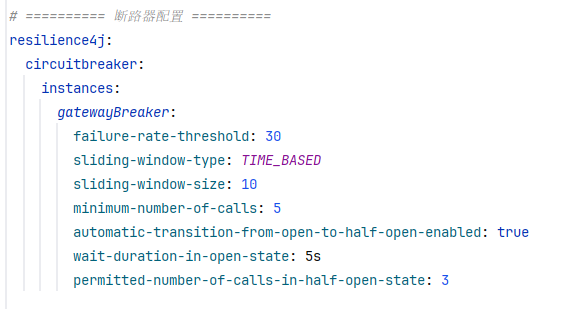 # ========== 断路器配置 ==========
resilience4j:
  circuitbreaker:
    instances:
      gatewayBreaker:
        failure-rate-threshold: 30
        sliding-window-type: TIME_BASED
        sliding-window-size: 10
        minimum-number-of-calls: 5
        automatic-transition-from-open-to-half-open-enabled: true
        wait-duration-in-open-state: 5s
        permitted-number-of-calls-in-half-open-state: 3